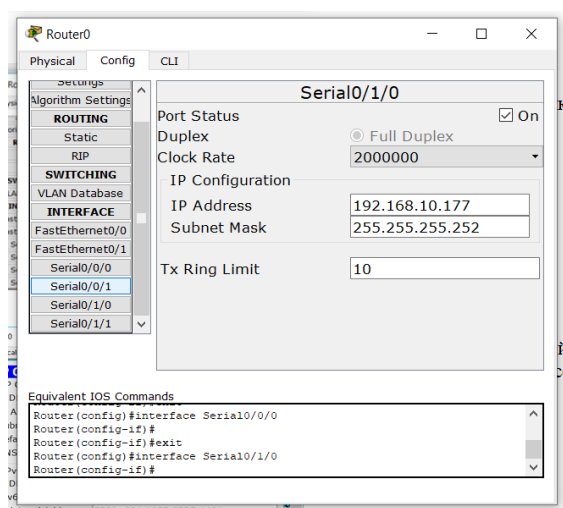 Router0
Physical Config CLI
Settings
Algorithm Settings
ROUTING
Static
RIP
SWITCHING
VLAN Database
INTERFACE
FastEthernet0/0
FastEthernet0/1
Serial0/0/0
Serial0/0/1
Serial0/1/0
Serial0/1/1
Serial0/1/0
Port Status On
Duplex Full Duplex
Clock Rate 2000000
IP Configuration
IP Address 192.168.10.177
Subnet Mask 255.255.255.252
Tx Ring Limit 10
Equivalent IOS Commands
Router(config)#interface Serial0/0/0
Router(config-if)#
Router(config-if)#exit
Router(config)#interface Serial0/1/0
Router(config-if)#